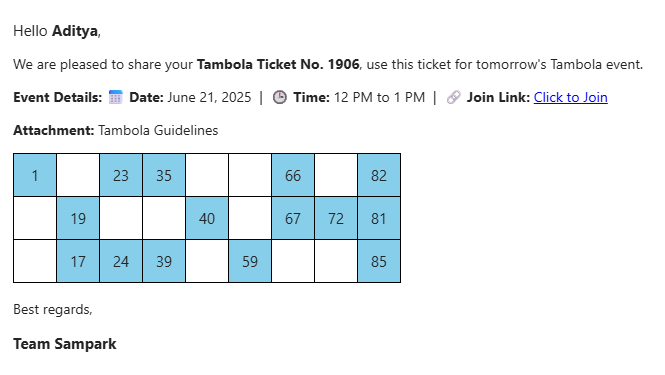 Hello Aditya,
We are pleased to share your Tambola Ticket No. 1906, use this ticket for tomorrow's Tambola event.
Event Details: Date: June 21, 2025 | Time: 12 PM to 1 PM | Join Link: Click to Join
Attachment: Tambola Guidelines
1 23 35 66 82
19 40 67 72 81
17 24 39 59 85
Best regards,
Team Sampark